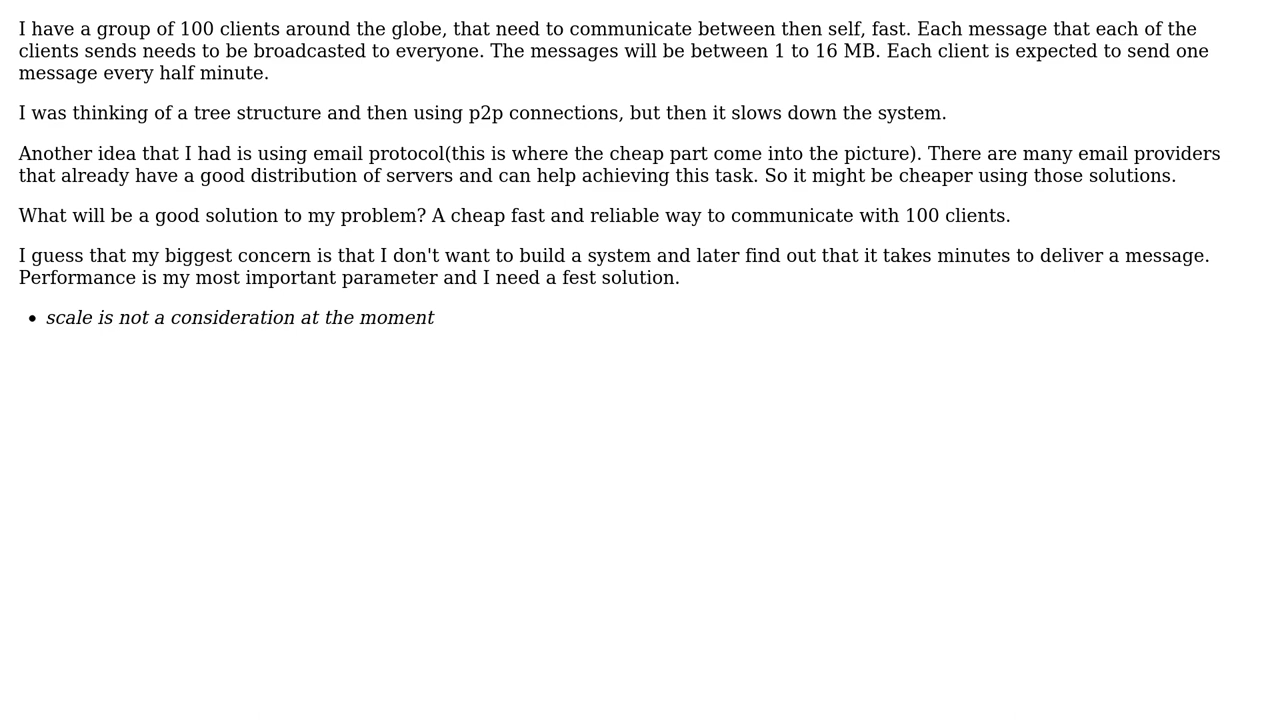 I have a group of 100 clients around the globe, that need to communicate between then self, fast. Each message that each of the
clients sends needs to be broadcasted to everyone. The messages will be between 1 to 16 MB. Each client is expected to send one
message every half minute.
I was thinking of a tree structure and then using p2p connections, but then it slows down the system.
Another idea that I had is using email protocol(this is where the cheap part come into the picture). There are many email providers
that already have a good distribution of servers and can help achieving this task. So it might be cheaper using those solutions.
What will be a good solution to my problem? A cheap fast and reliable way to communicate with 100 clients.
I guess that my biggest concern is that I don't want to build a system and later find out that it takes minutes to deliver a message.
Performance is my most important parameter and I need a fest solution.
• scale is not a consideration at the moment